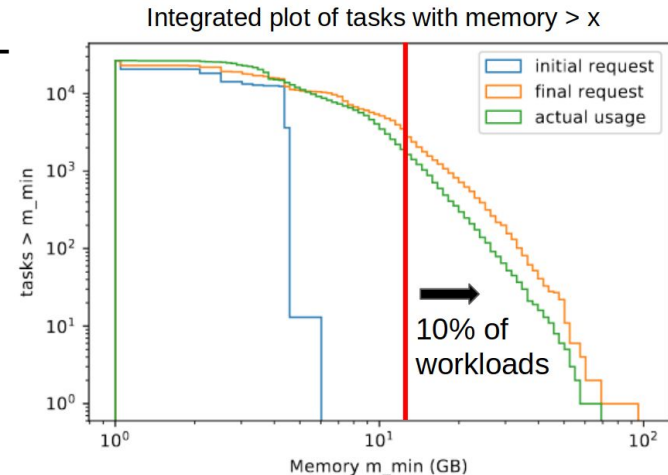 Integrated plot of tasks with memory > x
initial request
final request
actual usage
10⁴
10³
10²
10¹
10⁰
tasks > m_min
10% of
workloads
10⁰
10¹
10²
Memory m_min (GB)